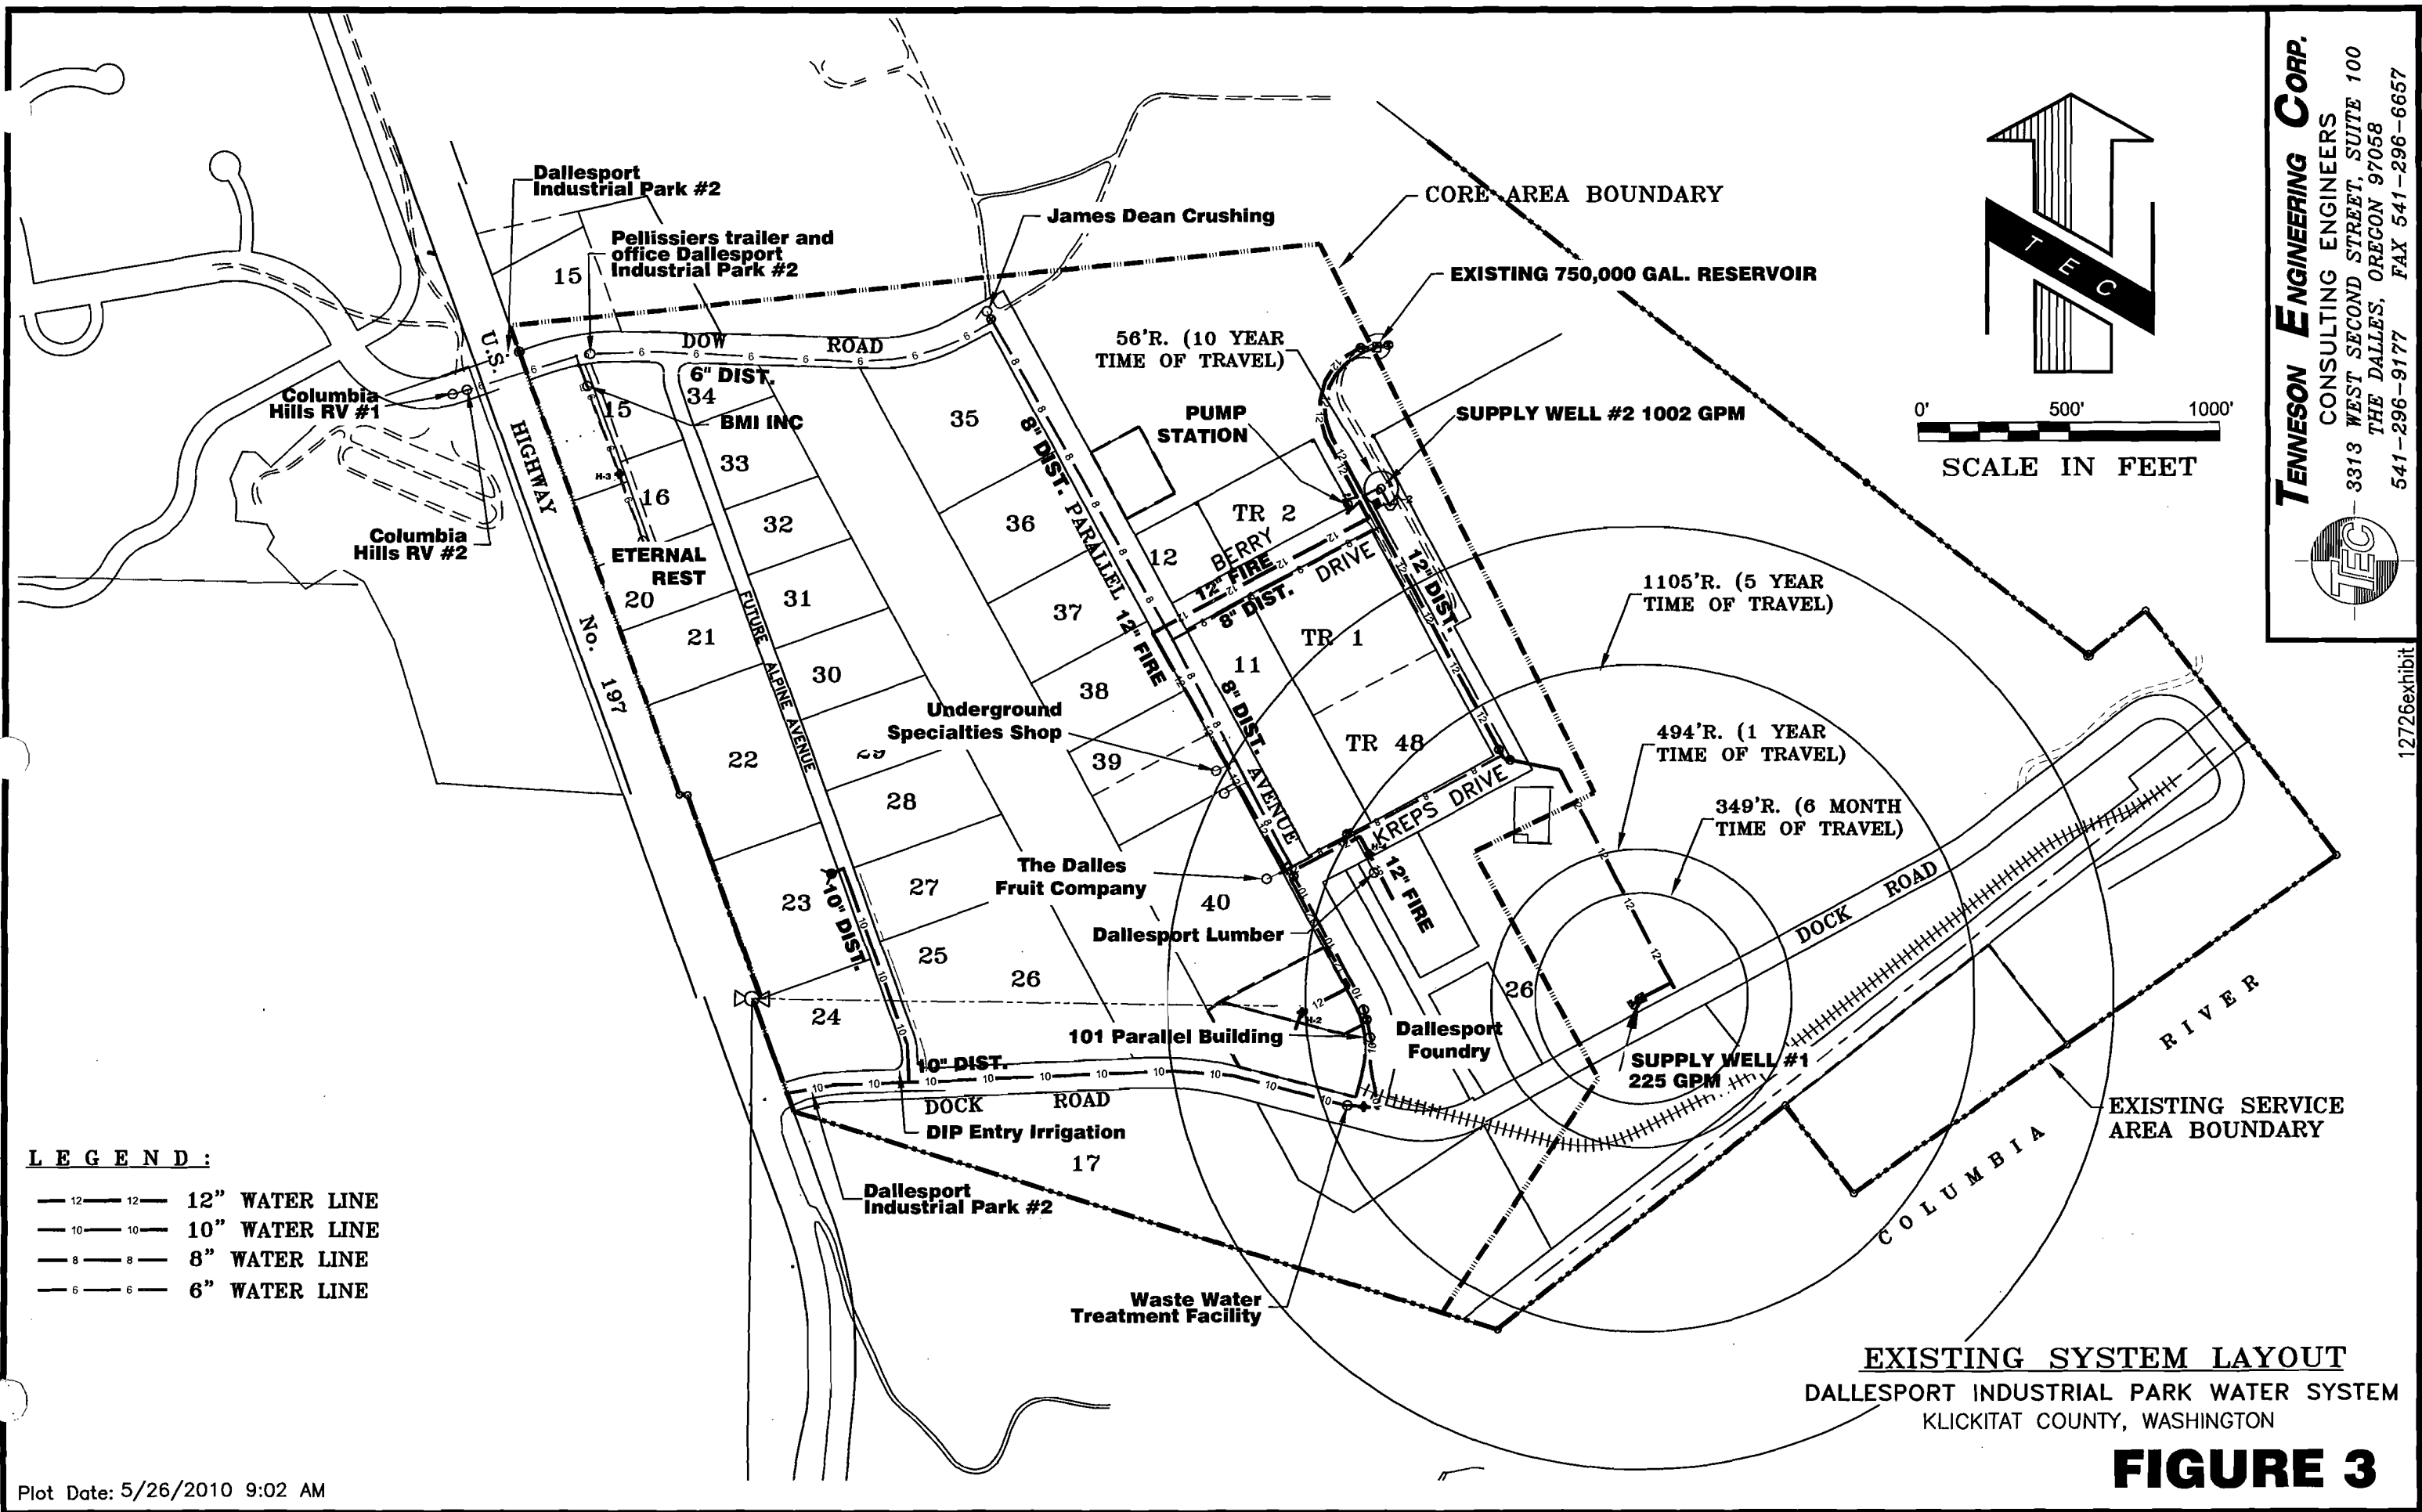 TENNESON ENGINEERING CORP.
CONSULTING ENGINEERS
3313 WEST SECOND STREET, SUITE 100
THE DALLES, OREGON 97058
541-296-9177 FAX 541-296-6657
TEC
12726exhibit
TEC
0' 500' 1000'
SCALE IN FEET
Dallesport
Industrial Park #2
Pellissiers trailer and
office Dallesport
Industrial Park #2
James Dean Crushing
CORE AREA BOUNDARY
EXISTING 750,000 GAL. RESERVOIR
56'R. (10 YEAR
TIME OF TRAVEL)
PUMP
STATION
SUPPLY WELL #2 1002 GPM
1105'R. (5 YEAR
TIME OF TRAVEL)
494'R. (1 YEAR
TIME OF TRAVEL)
349'R. (6 MONTH
TIME OF TRAVEL)
Columbia
Hills RV #1
Columbia
Hills RV #2
U.S. HIGHWAY No. 197
DOW ROAD
6" DIST.
BMI INC
H-3
ETERNAL
REST
FUTURE ALPINE AVENUE
8" DIST.
PARALLEL
12" FIRE
8" DIST.
AVENUE
BERRY
DRIVE
12" FIRE
8" DIST.
12" DIST.
KREPS DRIVE
12" FIRE
Underground
Specialties Shop
The Dalles
Fruit Company
Dallesport Lumber
101 Parallel Building
H-2
Dallesport
Foundry
SUPPLY WELL #1
225 GPM
DOCK ROAD
10" DIST.
10" DIST.
DOCK ROAD
DIP Entry Irrigation
Dallesport
Industrial Park #2
Waste Water
Treatment Facility
COLUMBIA RIVER
EXISTING SERVICE
AREA BOUNDARY
15
15
16
20
21
22
23
24
25
26
27
28
29
30
31
32
33
34
35
36
37
38
39
40
11
12
TR 2
TR 1
TR 48
26
17
LEGEND:
12 12 12" WATER LINE
10 10 10" WATER LINE
8 8 8" WATER LINE
6 6 6" WATER LINE
EXISTING SYSTEM LAYOUT
DALLESPORT INDUSTRIAL PARK WATER SYSTEM
KLICKITAT COUNTY, WASHINGTON
FIGURE 3
Plot Date: 5/26/2010 9:02 AM